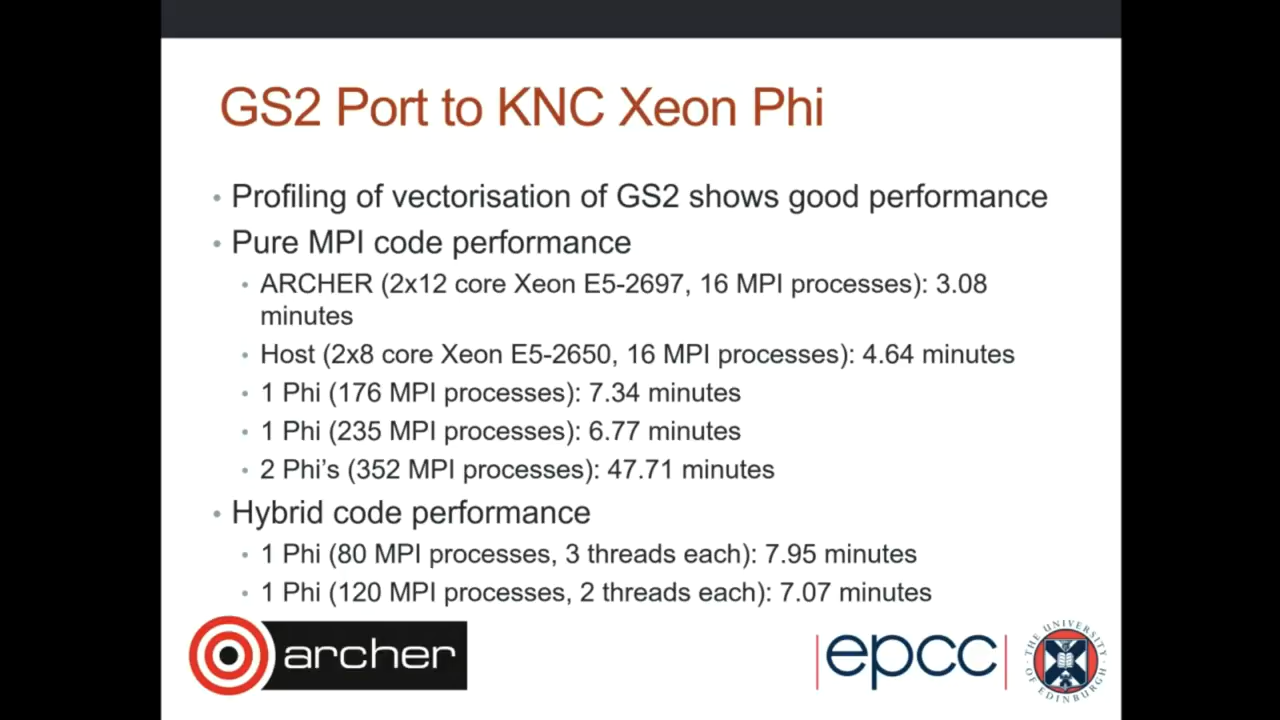 GS2 Port to KNC Xeon Phi
• Profiling of vectorisation of GS2 shows good performance
• Pure MPI code performance
• ARCHER (2x12 core Xeon E5-2697, 16 MPI processes): 3.08
minutes
• Host (2x8 core Xeon E5-2650, 16 MPI processes): 4.64 minutes
• 1 Phi (176 MPI processes): 7.34 minutes
• 1 Phi (235 MPI processes): 6.77 minutes
• 2 Phi’s (352 MPI processes): 47.71 minutes
• Hybrid code performance
• 1 Phi (80 MPI processes, 3 threads each): 7.95 minutes
• 1 Phi (120 MPI processes, 2 threads each): 7.07 minutes
archer
epcc
THE UNIVERSITY
OF EDINBURGH